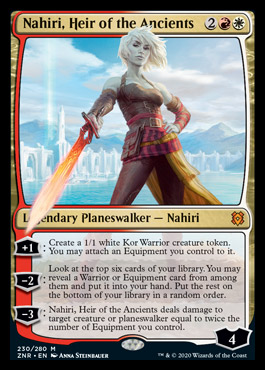 Nahiri, Heir of the Ancients 2
Legendary Planeswalker — Nahiri
+1: Create a 1/1 white Kor Warrior creature token.
You may attach an Equipment you control to it.
−2: Look at the top six cards of your library. You may
reveal a Warrior or Equipment card from among
them and put it into your hand. Put the rest on
the bottom of your library in a random order.
−3: Nahiri, Heir of the Ancients deals damage to
target creature or planeswalker equal to twice the
number of Equipment you control.
4
230/280 M
ZNR • EN Anna Steinbauer
™ & © 2020 Wizards of the Coast